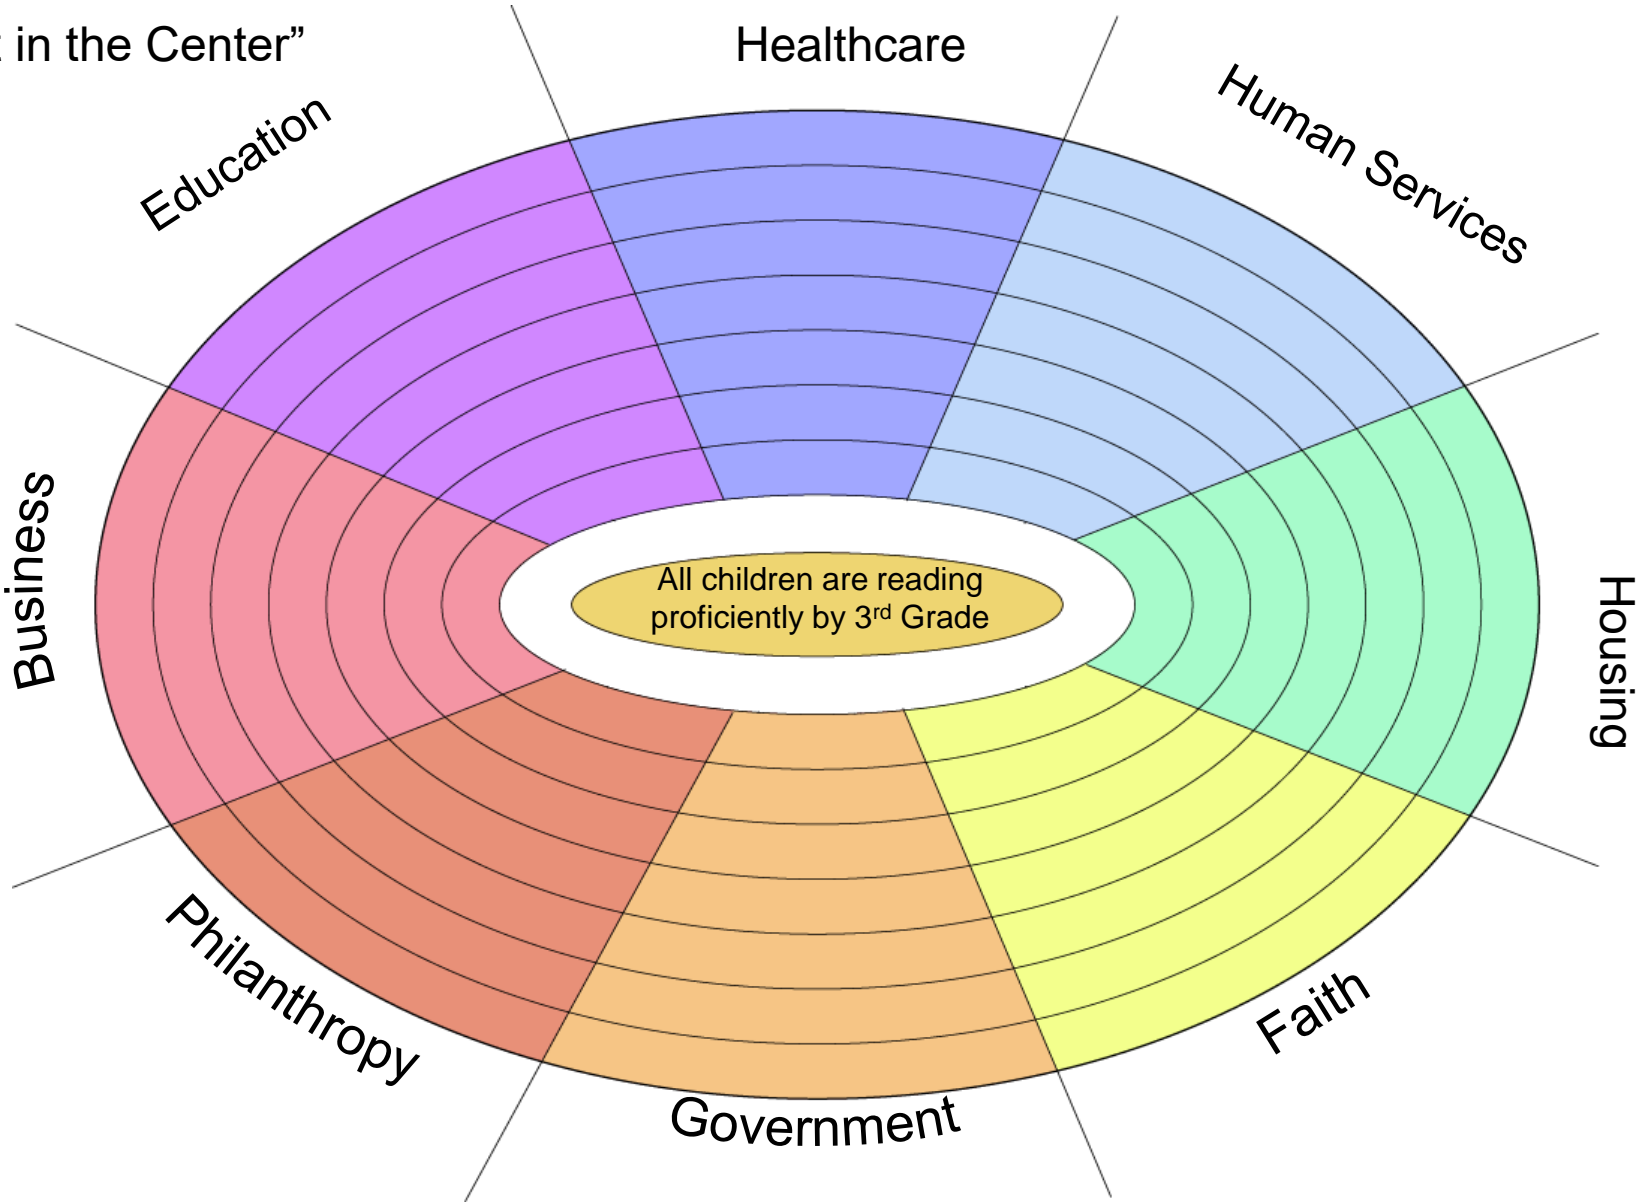 in the Center”
Healthcare
Human Services
Education
Business
All children are reading
proficiently by 3rd Grade
Housing
Philanthropy
Faith
Government